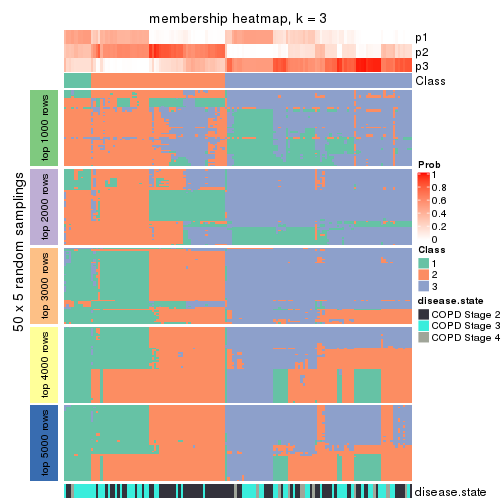 membership heatmap, k = 3
p1
p2
p3
Class
50 x 5 random samplings
top 1000 rows
top 2000 rows
top 3000 rows
top 4000 rows
top 5000 rows
Prob
1
0.8
0.6
0.4
0.2
0
Class
1
2
3
disease.state
COPD Stage 2
COPD Stage 3
COPD Stage 4
disease.state